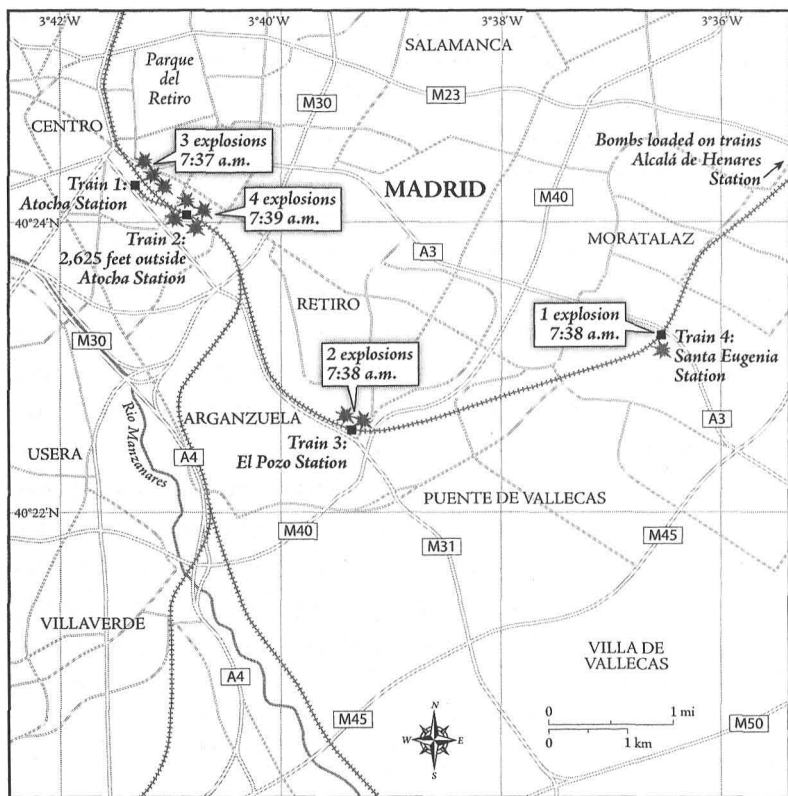 3°42'W
3°40'W
3°38'W
3°36'W
SALAMANCA
Parque
del
Retiro
M30
M23
CENTRO
3 explosions
7:37 a.m.
Bombs loaded on trains
Alcalá de Henares
Station
Train 1:
Atocha Station
MADRID
4 explosions
7:39 a.m.
M40
40°24'N
Train 2:
2,625 feet outside
Atocha Station
A3
MORATALAZ
RETIRO
1 explosion
7:38 a.m.
M30
Train 4:
Santa Eugenia
Station
2 explosions
7:38 a.m.
Rio Manzanares
ARGANZUELA
A3
Train 3:
El Pozo Station
USERA
A4
PUENTE DE VALLECAS
40°22'N
M40
M31
M45
VILLAVERDE
VILLA DE
VALLECAS
A4
N
W
E
S
0
1 mi
0
1 km
M45
M50